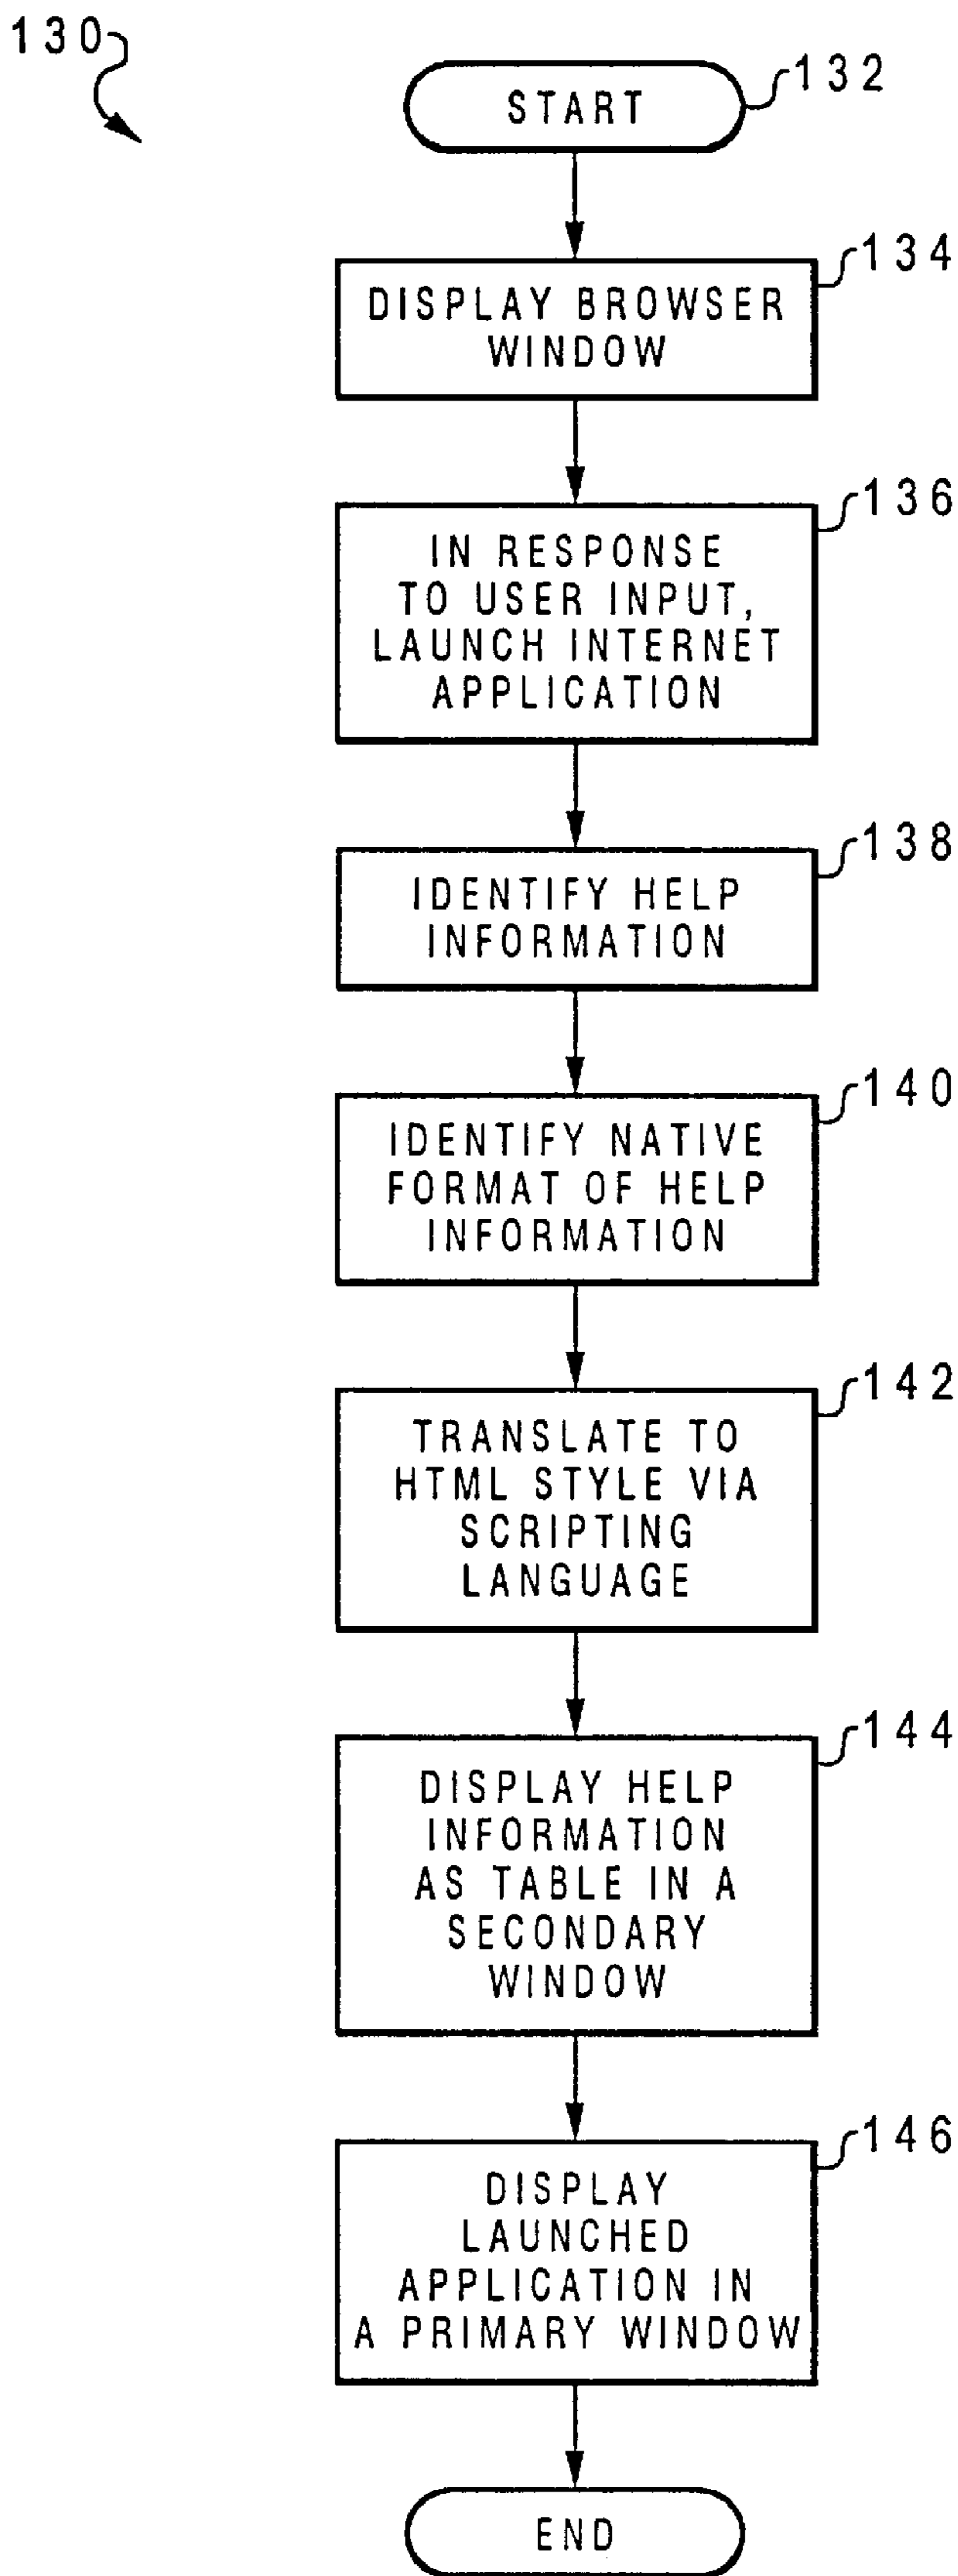 130
START
132
134
DISPLAY BROWSER
WINDOW
136
IN RESPONSE
TO USER INPUT,
LAUNCH INTERNET
APPLICATION
138
IDENTIFY HELP
INFORMATION
140
IDENTIFY NATIVE
FORMAT OF HELP
INFORMATION
142
TRANSLATE TO
HTML STYLE VIA
SCRIPTING
LANGUAGE
144
DISPLAY HELP
INFORMATION
AS TABLE IN A
SECONDARY
WINDOW
146
DISPLAY
LAUNCHED
APPLICATION IN
A PRIMARY WINDOW
END